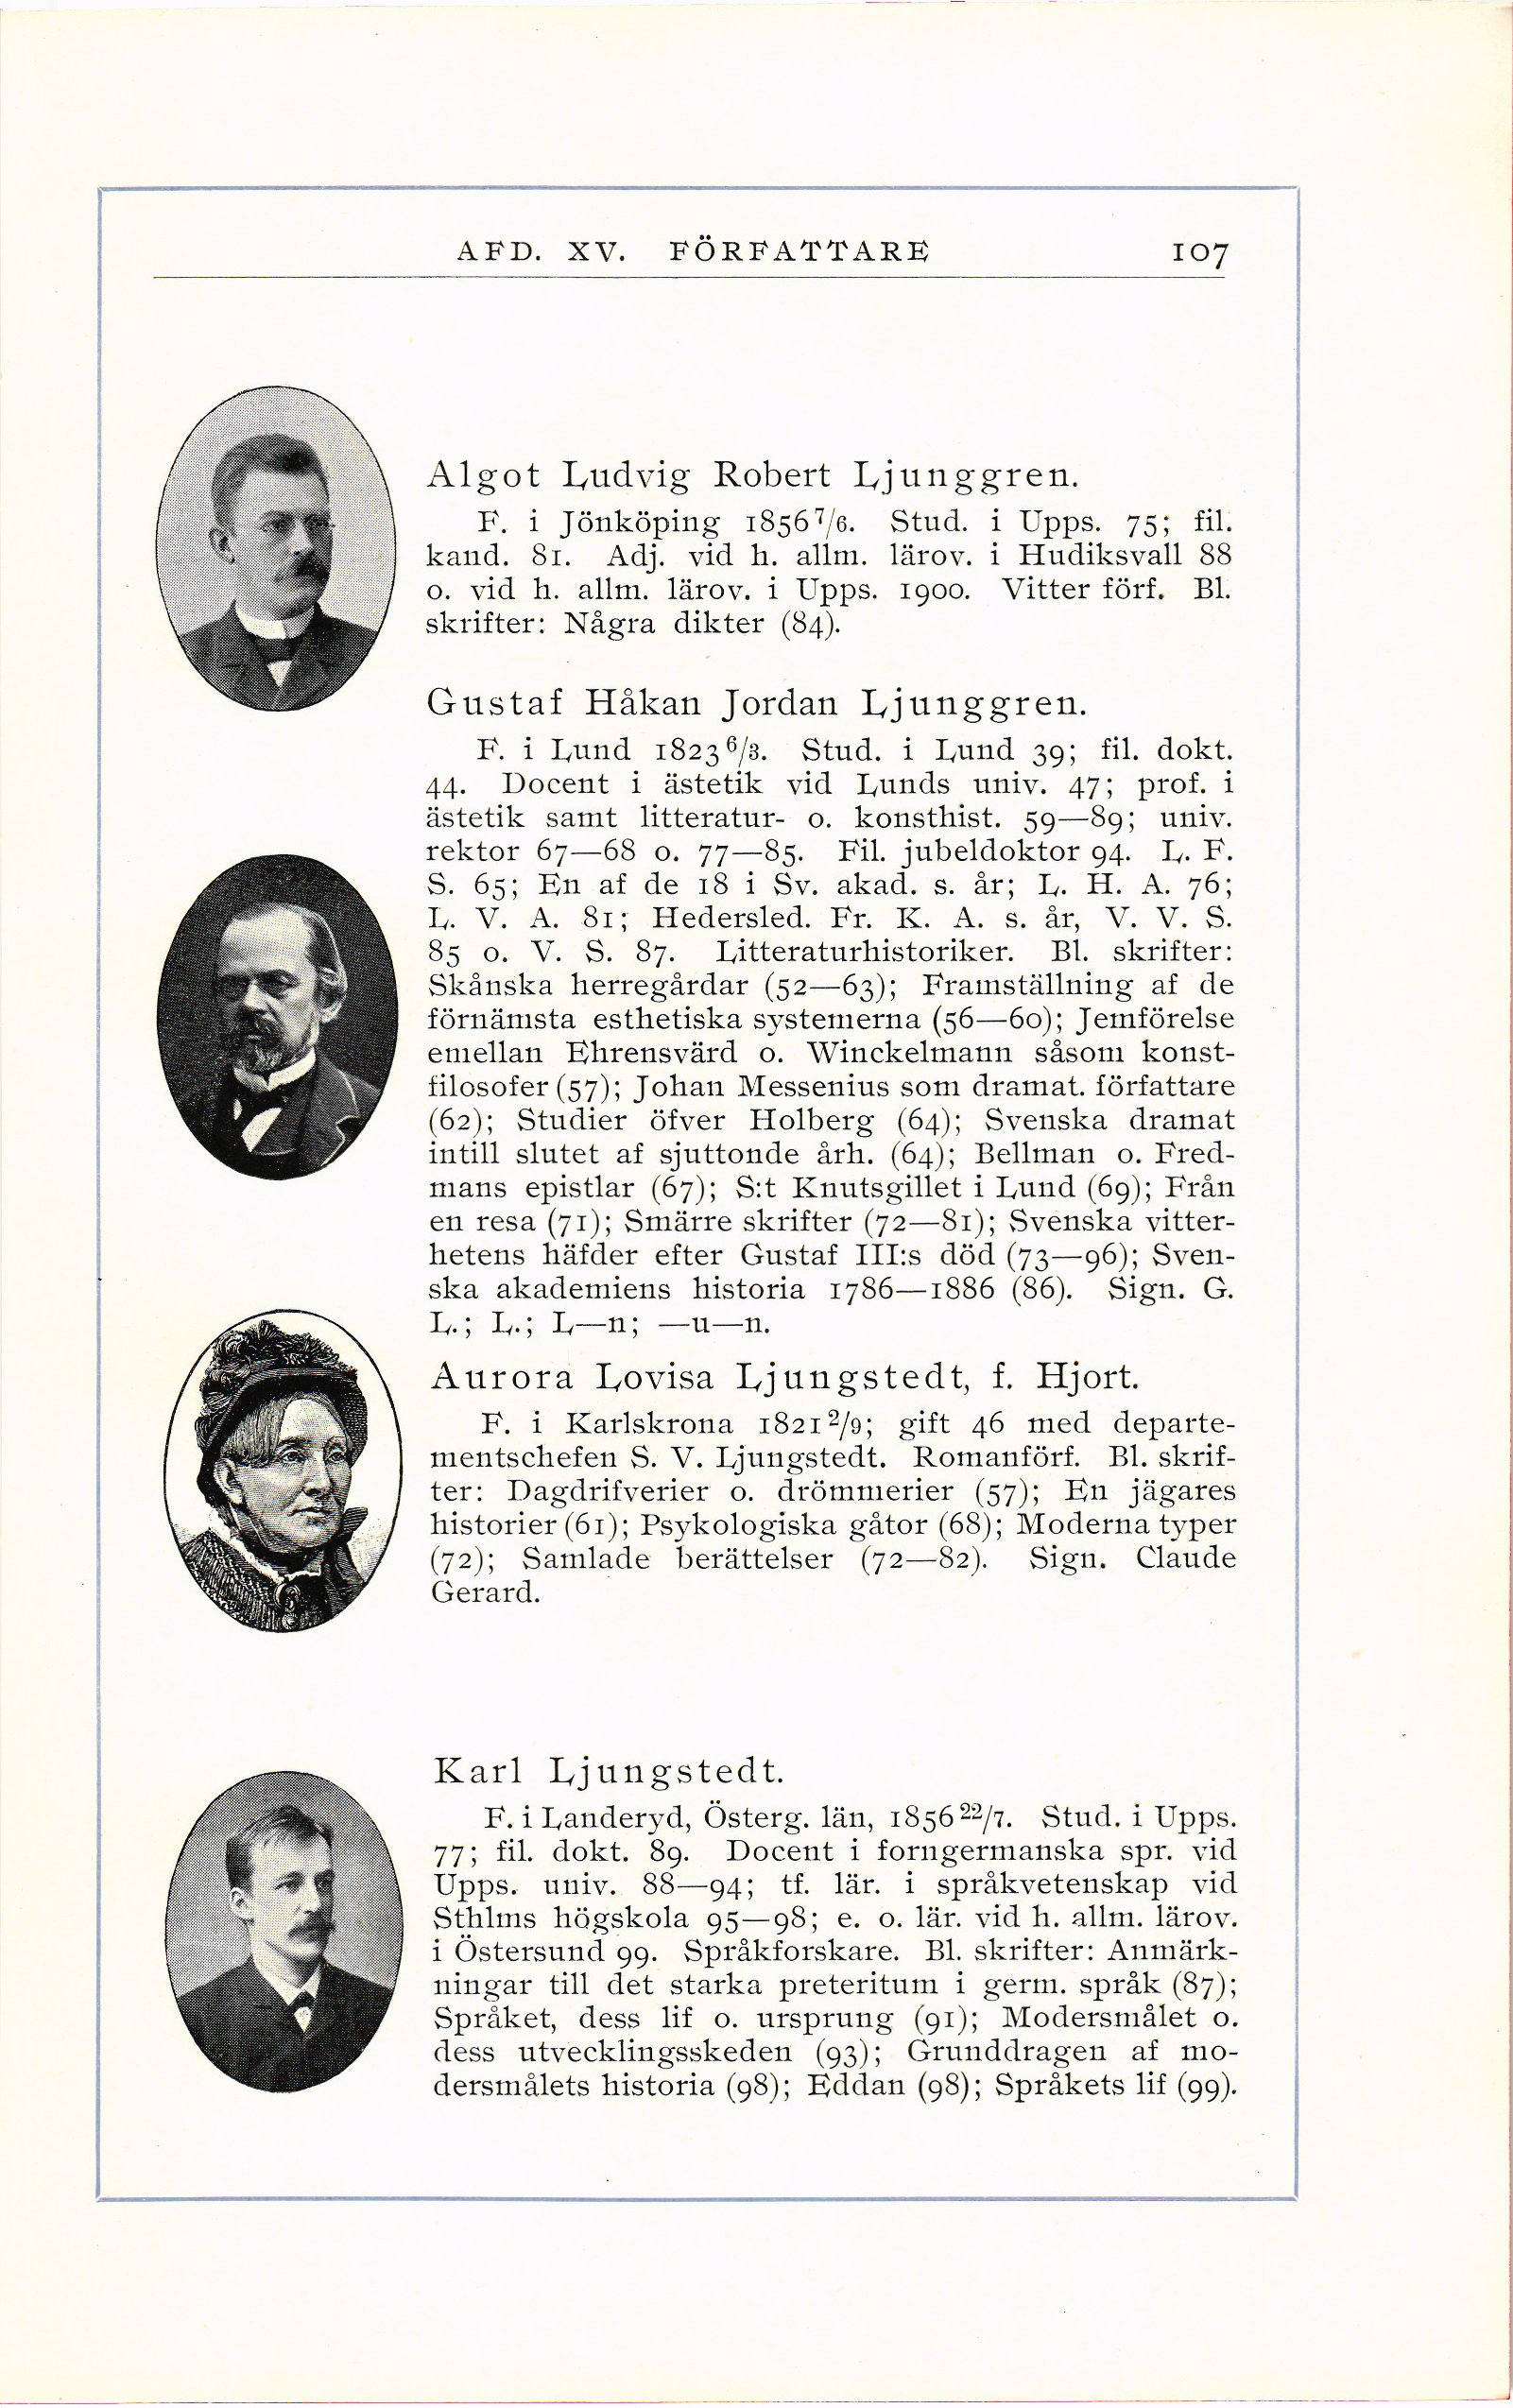 AFD. XV. FÖRFATTARE 107
Algot Ludvig Robert Ljunggren.
F. i Jönköping 1856 7/6. Stud. i Upps. 75; fil.
kand. 81. Adj. vid h. allm. lärov. i Hudiksvall 88
o. vid h. allm. lärov. i Upps. 1900. Vitter förf. Bl.
skrifter: Några dikter (84).
Gustaf Håkan Jordan Ljunggren.
F. i Lund 1823 6/3. Stud. i Lund 39; fil. dokt.
44. Docent i ästetik vid Lunds univ. 47; prof. i
ästetik samt litteratur- o. konsthist. 59—89; univ.
rektor 67—68 o. 77—85. Fil. jubeldoktor 94. L. F.
S. 65; En af de 18 i Sv. akad. s. år; L. H. A. 76;
L. V. A. 81; Hedersled. Fr. K. A. s. år, V. V. S.
85 o. V. S. 87. Litteraturhistoriker. Bl. skrifter:
Skånska herregårdar (52—63); Framställning af de
förnämsta esthetiska systemerna (56—60); Jemförelse
emellan Ehrensvärd o. Winckelmann såsom konst-
filosofer (57); Johan Messenius som dramat. författare
(62); Studier öfver Holberg (64); Svenska dramat
intill slutet af sjuttonde årh. (64); Bellman o. Fred-
mans epistlar (67); S:t Knutsgillet i Lund (69); Från
en resa (71); Smärre skrifter (72—81); Svenska vitter-
hetens häfder efter Gustaf III:s död (73—96); Sven-
ska akademiens historia 1786—1886 (86). Sign. G.
L.; L.; L—n; —u—n.
Aurora Lovisa Ljungstedt, f. Hjort.
F. i Karlskrona 1821 2/9; gift 46 med departe-
mentschefen S. V. Ljungstedt. Romanförf. Bl. skrif-
ter: Dagdrifverier o. drömmerier (57); En jägares
historier (61); Psykologiska gåtor (68); Moderna typer
(72); Samlade berättelser (72—82). Sign. Claude
Gerard.
Karl Ljungstedt.
F. i Landeryd, Österg. län, 1856 22/7. Stud. i Upps.
77; fil. dokt. 89. Docent i forngermanska spr. vid
Upps. univ. 88—94; tf. lär. i språkvetenskap vid
Sthlms högskola 95—98; e. o. lär. vid h. allm. lärov.
i Östersund 99. Språkforskare. Bl. skrifter: Anmärk-
ningar till det starka preteritum i germ. språk (87);
Språket, dess lif o. ursprung (91); Modersmålet o.
dess utvecklingsskeden (93); Grunddragen af mo-
dersmålets historia (98); Eddan (98); Språkets lif (99).